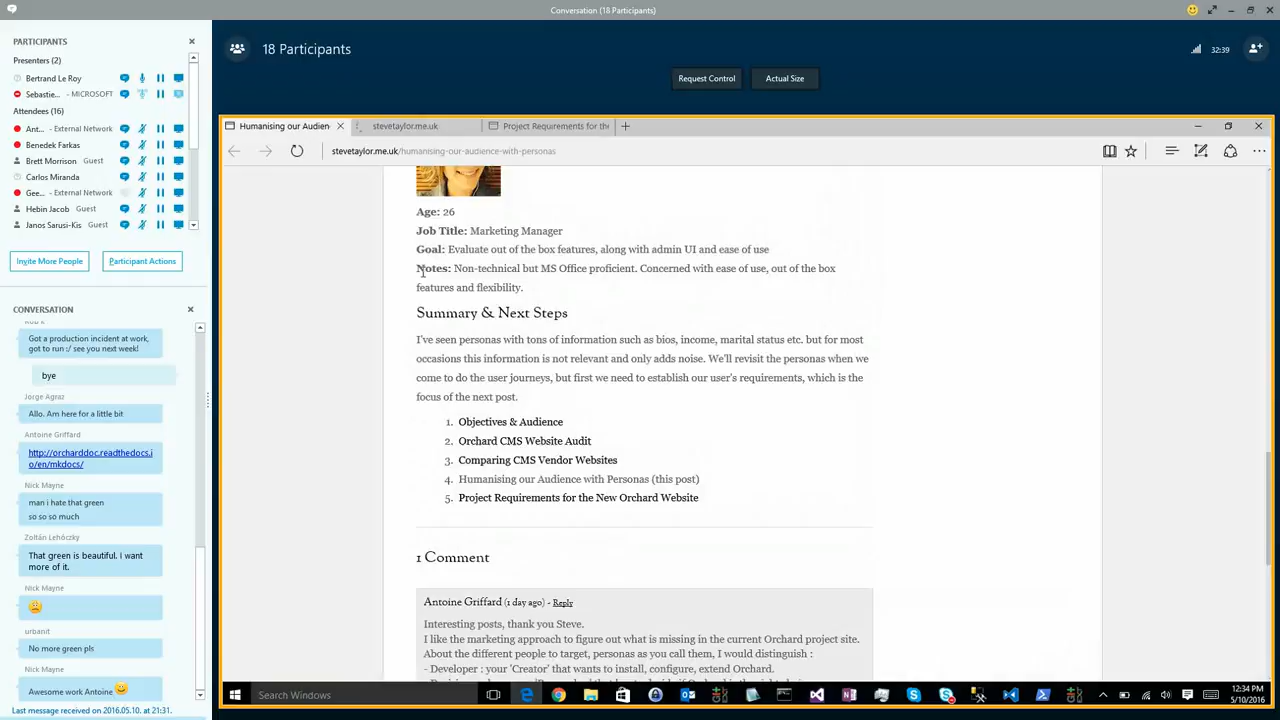 Conversation (18 Participants)
PARTICIPANTS
Presenters (2)
Bertrand Le Roy
Sebastie... - MICROSOFT
Attendees (16)
Ant... - External Network
Benedek Farkas
Brett Morrison Guest
Carlos Miranda
Gee... - External Network
Hebin Jacob Guest
Janos Sarusi-Kis Guest
Invite More People
Participant Actions
CONVERSATION
Got a production incident at work,
got to run :/ see you next week!
bye
Jorge Agraz
Allo. Am here for a little bit
Antoine Griffard
http://orcharddoc.readthedocs.i
o/en/mkdocs/
Nick Mayne
man i hate that green
so so so much
Zoltán Lehóczky
That green is beautiful. I want
more of it.
Nick Mayne
urbanit
No more green pls
Nick Mayne
Awesome work Antoine
Last message received on 2016.05.10. at 21:31.
18 Participants
32:39
Request Control
Actual Size
Humanising our Audien
stevetaylor.me.uk
Project Requirements for the
stevetaylor.me.uk/humanising-our-audience-with-personas
Age: 26
Job Title: Marketing Manager
Goal: Evaluate out of the box features, along with admin UI and ease of use
Notes: Non-technical but MS Office proficient. Concerned with ease of use, out of the box
features and flexibility.
Summary & Next Steps
I've seen personas with tons of information such as bios, income, marital status etc. but for most
occasions this information is not relevant and only adds noise. We'll revisit the personas when we
come to do the user journeys, but first we need to establish our user's requirements, which is the
focus of the next post.
1. Objectives & Audience
2. Orchard CMS Website Audit
3. Comparing CMS Vendor Websites
4. Humanising our Audience with Personas (this post)
5. Project Requirements for the New Orchard Website
1 Comment
Antoine Griffard (1 day ago) - Reply
Interesting posts, thank you Steve.
I like the marketing approach to figure out what is missing in the current Orchard project site.
About the different people to target, personas as you call them, I would distinguish :
- Developer : your 'Creator' that wants to install, configure, extend Orchard.
Search Windows
12:34 PM
5/10/2016